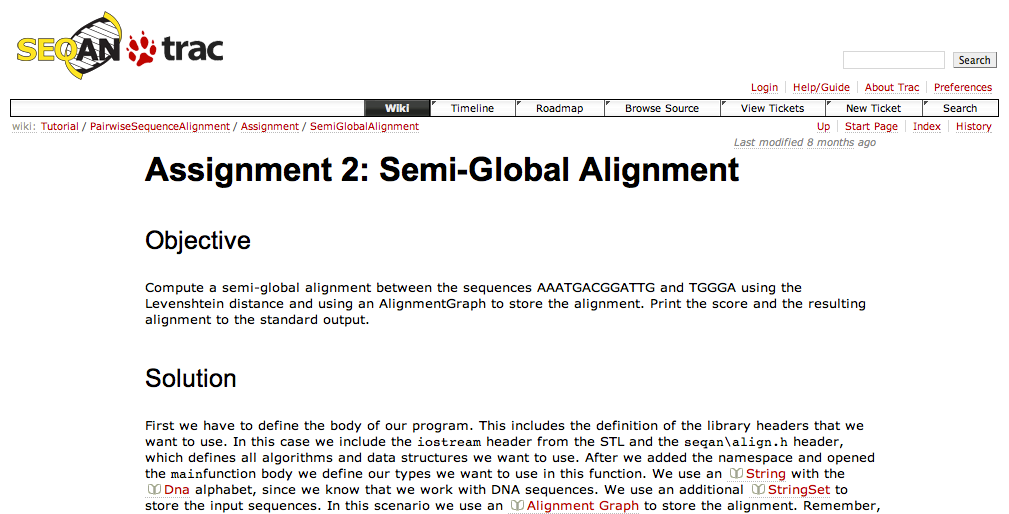 SEQAN trac
Search
Login Help/Guide About Trac Preferences
Wiki Timeline Roadmap Browse Source View Tickets New Ticket Search
wiki: Tutorial / PairwiseSequenceAlignment / Assignment / SemiGlobalAlignment Up Start Page Index History
Last modified 8 months ago
Assignment 2: Semi-Global Alignment
Objective
Compute a semi-global alignment between the sequences AAATGACGGATTG and TGGGA using the
Levenshtein distance and using an AlignmentGraph to store the alignment. Print the score and the resulting
alignment to the standard output.
Solution
First we have to define the body of our program. This includes the definition of the library headers that we
want to use. In this case we include the iostream header from the STL and the seqan\align.h header,
which defines all algorithms and data structures we want to use. After we added the namespace and opened
the mainfunction body we define our types we want to use in this function. We use an String with the
Dna alphabet, since we know that we work with DNA sequences. We use an additional StringSet to
store the input sequences. In this scenario we use an Alignment Graph to store the alignment. Remember,